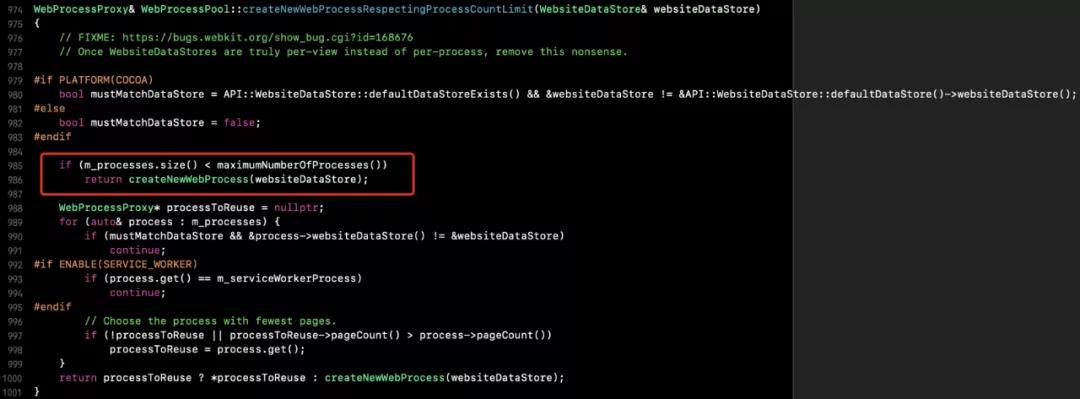 974 WebProcessProxy& WebProcessPool::createNewWebProcessRespectingProcessCountLimit(WebsiteDataStore& websiteDataStore)
975 {
976     // FIXME: https://bugs.webkit.org/show_bug.cgi?id=168676
977     // Once WebsiteDataStores are truly per-view instead of per-process, remove this nonsense.
978
979 #if PLATFORM(COCOA)
980     bool mustMatchDataStore = API::WebsiteDataStore::defaultDataStoreExists() && &websiteDataStore != &API::WebsiteDataStore::defaultDataStore()->websiteDataStore();
981 #else
982     bool mustMatchDataStore = false;
983 #endif
984
985     if (m_processes.size() < maximumNumberOfProcesses())
986         return createNewWebProcess(websiteDataStore);
987
988     WebProcessProxy* processToReuse = nullptr;
989     for (auto& process : m_processes) {
990         if (mustMatchDataStore && &process->websiteDataStore() != &websiteDataStore)
991             continue;
992 #if ENABLE(SERVICE_WORKER)
993         if (process.get() == m_serviceWorkerProcess)
994             continue;
995 #endif
996         // Choose the process with fewest pages.
997         if (!processToReuse || processToReuse->pageCount() > process->pageCount())
998             processToReuse = process.get();
999     }
1000     return processToReuse ? *processToReuse : createNewWebProcess(websiteDataStore);
1001 }